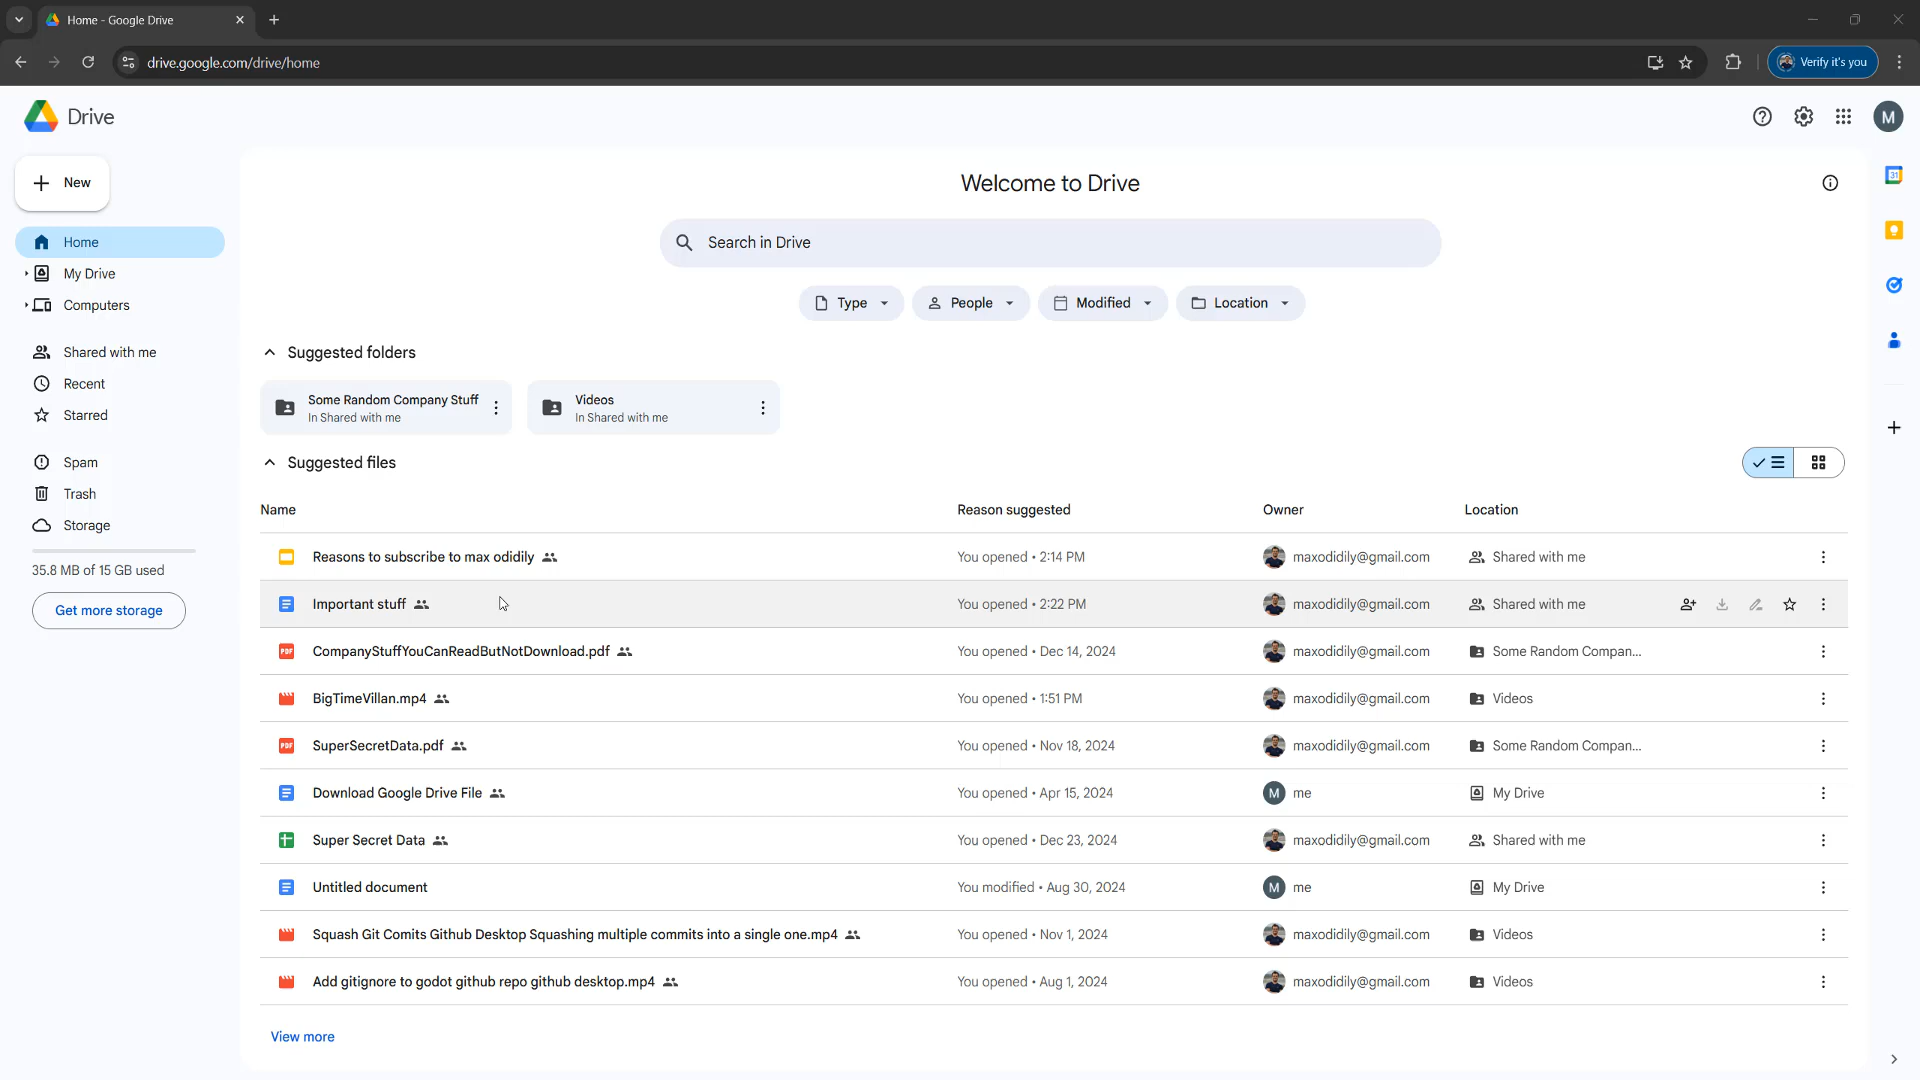 Home - Google Drive
drive.google.com/drive/home
Verify it's you
Drive
M
New
Home
My Drive
Computers
Shared with me
Recent
Starred
Spam
Trash
Storage
35.8 MB of 15 GB used
Get more storage
Welcome to Drive
Search in Drive
Type People Modified Location
Suggested folders
Some Random Company Stuff
In Shared with me
Videos
In Shared with me
Suggested files
Name Reason suggested Owner Location
Reasons to subscribe to max odidily You opened • 2:14 PM maxodidily@gmail.com Shared with me
Important stuff You opened • 2:22 PM maxodidily@gmail.com Shared with me
PDF CompanyStuffYouCanReadButNotDownload.pdf You opened • Dec 14, 2024 maxodidily@gmail.com Some Random Compan...
BigTimeVillan.mp4 You opened • 1:51 PM maxodidily@gmail.com Videos
PDF SuperSecretData.pdf You opened • Nov 18, 2024 maxodidily@gmail.com Some Random Compan...
Download Google Drive File You opened • Apr 15, 2024 M me My Drive
Super Secret Data You opened • Dec 23, 2024 maxodidily@gmail.com Shared with me
Untitled document You modified • Aug 30, 2024 M me My Drive
Squash Git Comits Github Desktop Squashing multiple commits into a single one.mp4 You opened • Nov 1, 2024 maxodidily@gmail.com Videos
Add gitignore to godot github repo github desktop.mp4 You opened • Aug 1, 2024 maxodidily@gmail.com Videos
View more
31